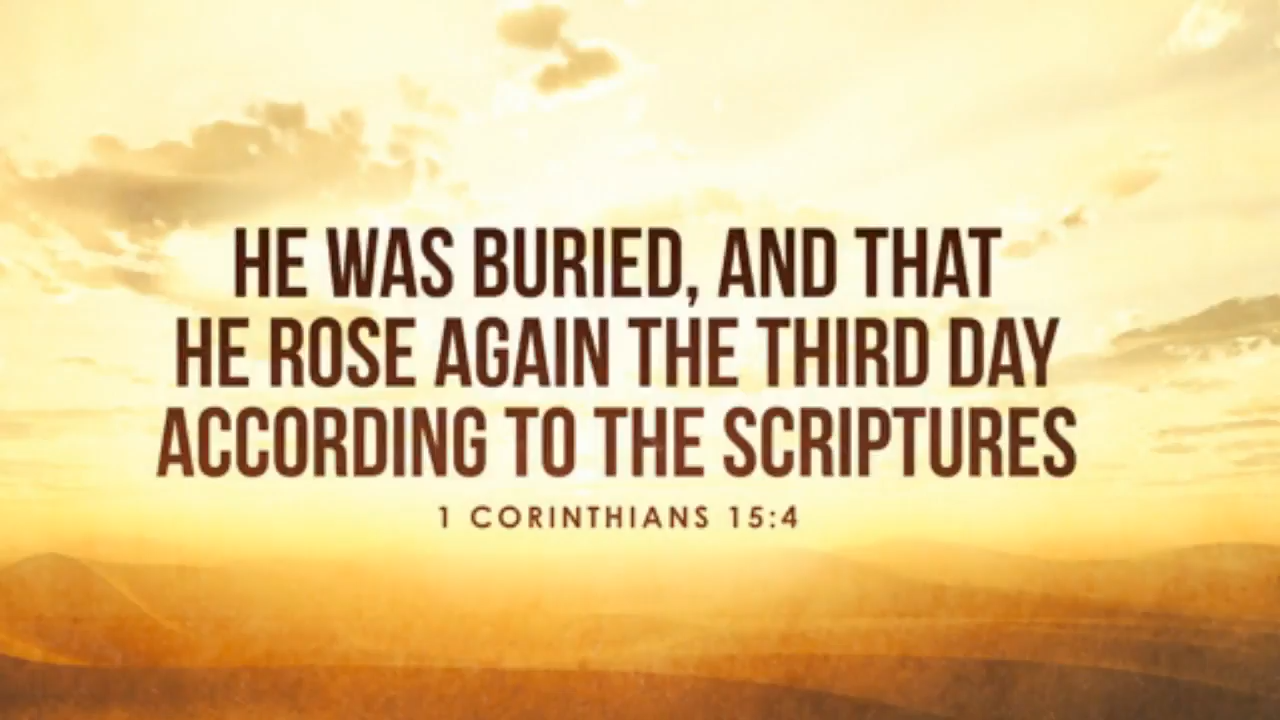 HE WAS BURIED, AND THAT
HE ROSE AGAIN THE THIRD DAY
ACCORDING TO THE SCRIPTURES
1 CORINTHIANS 15:4